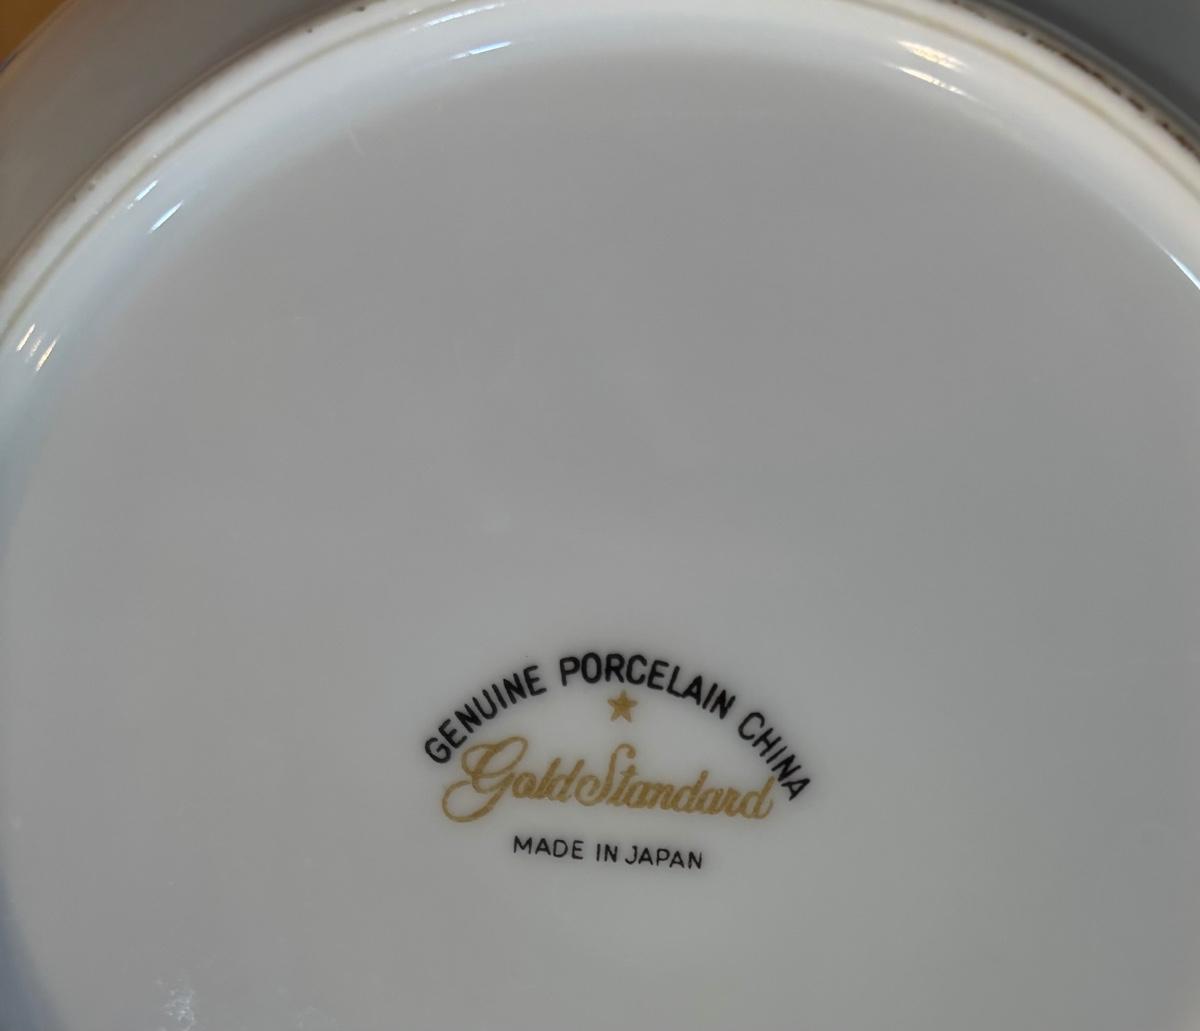 GENUINE PORCELAIN CHINA
Gold Standard
MADE IN JAPAN